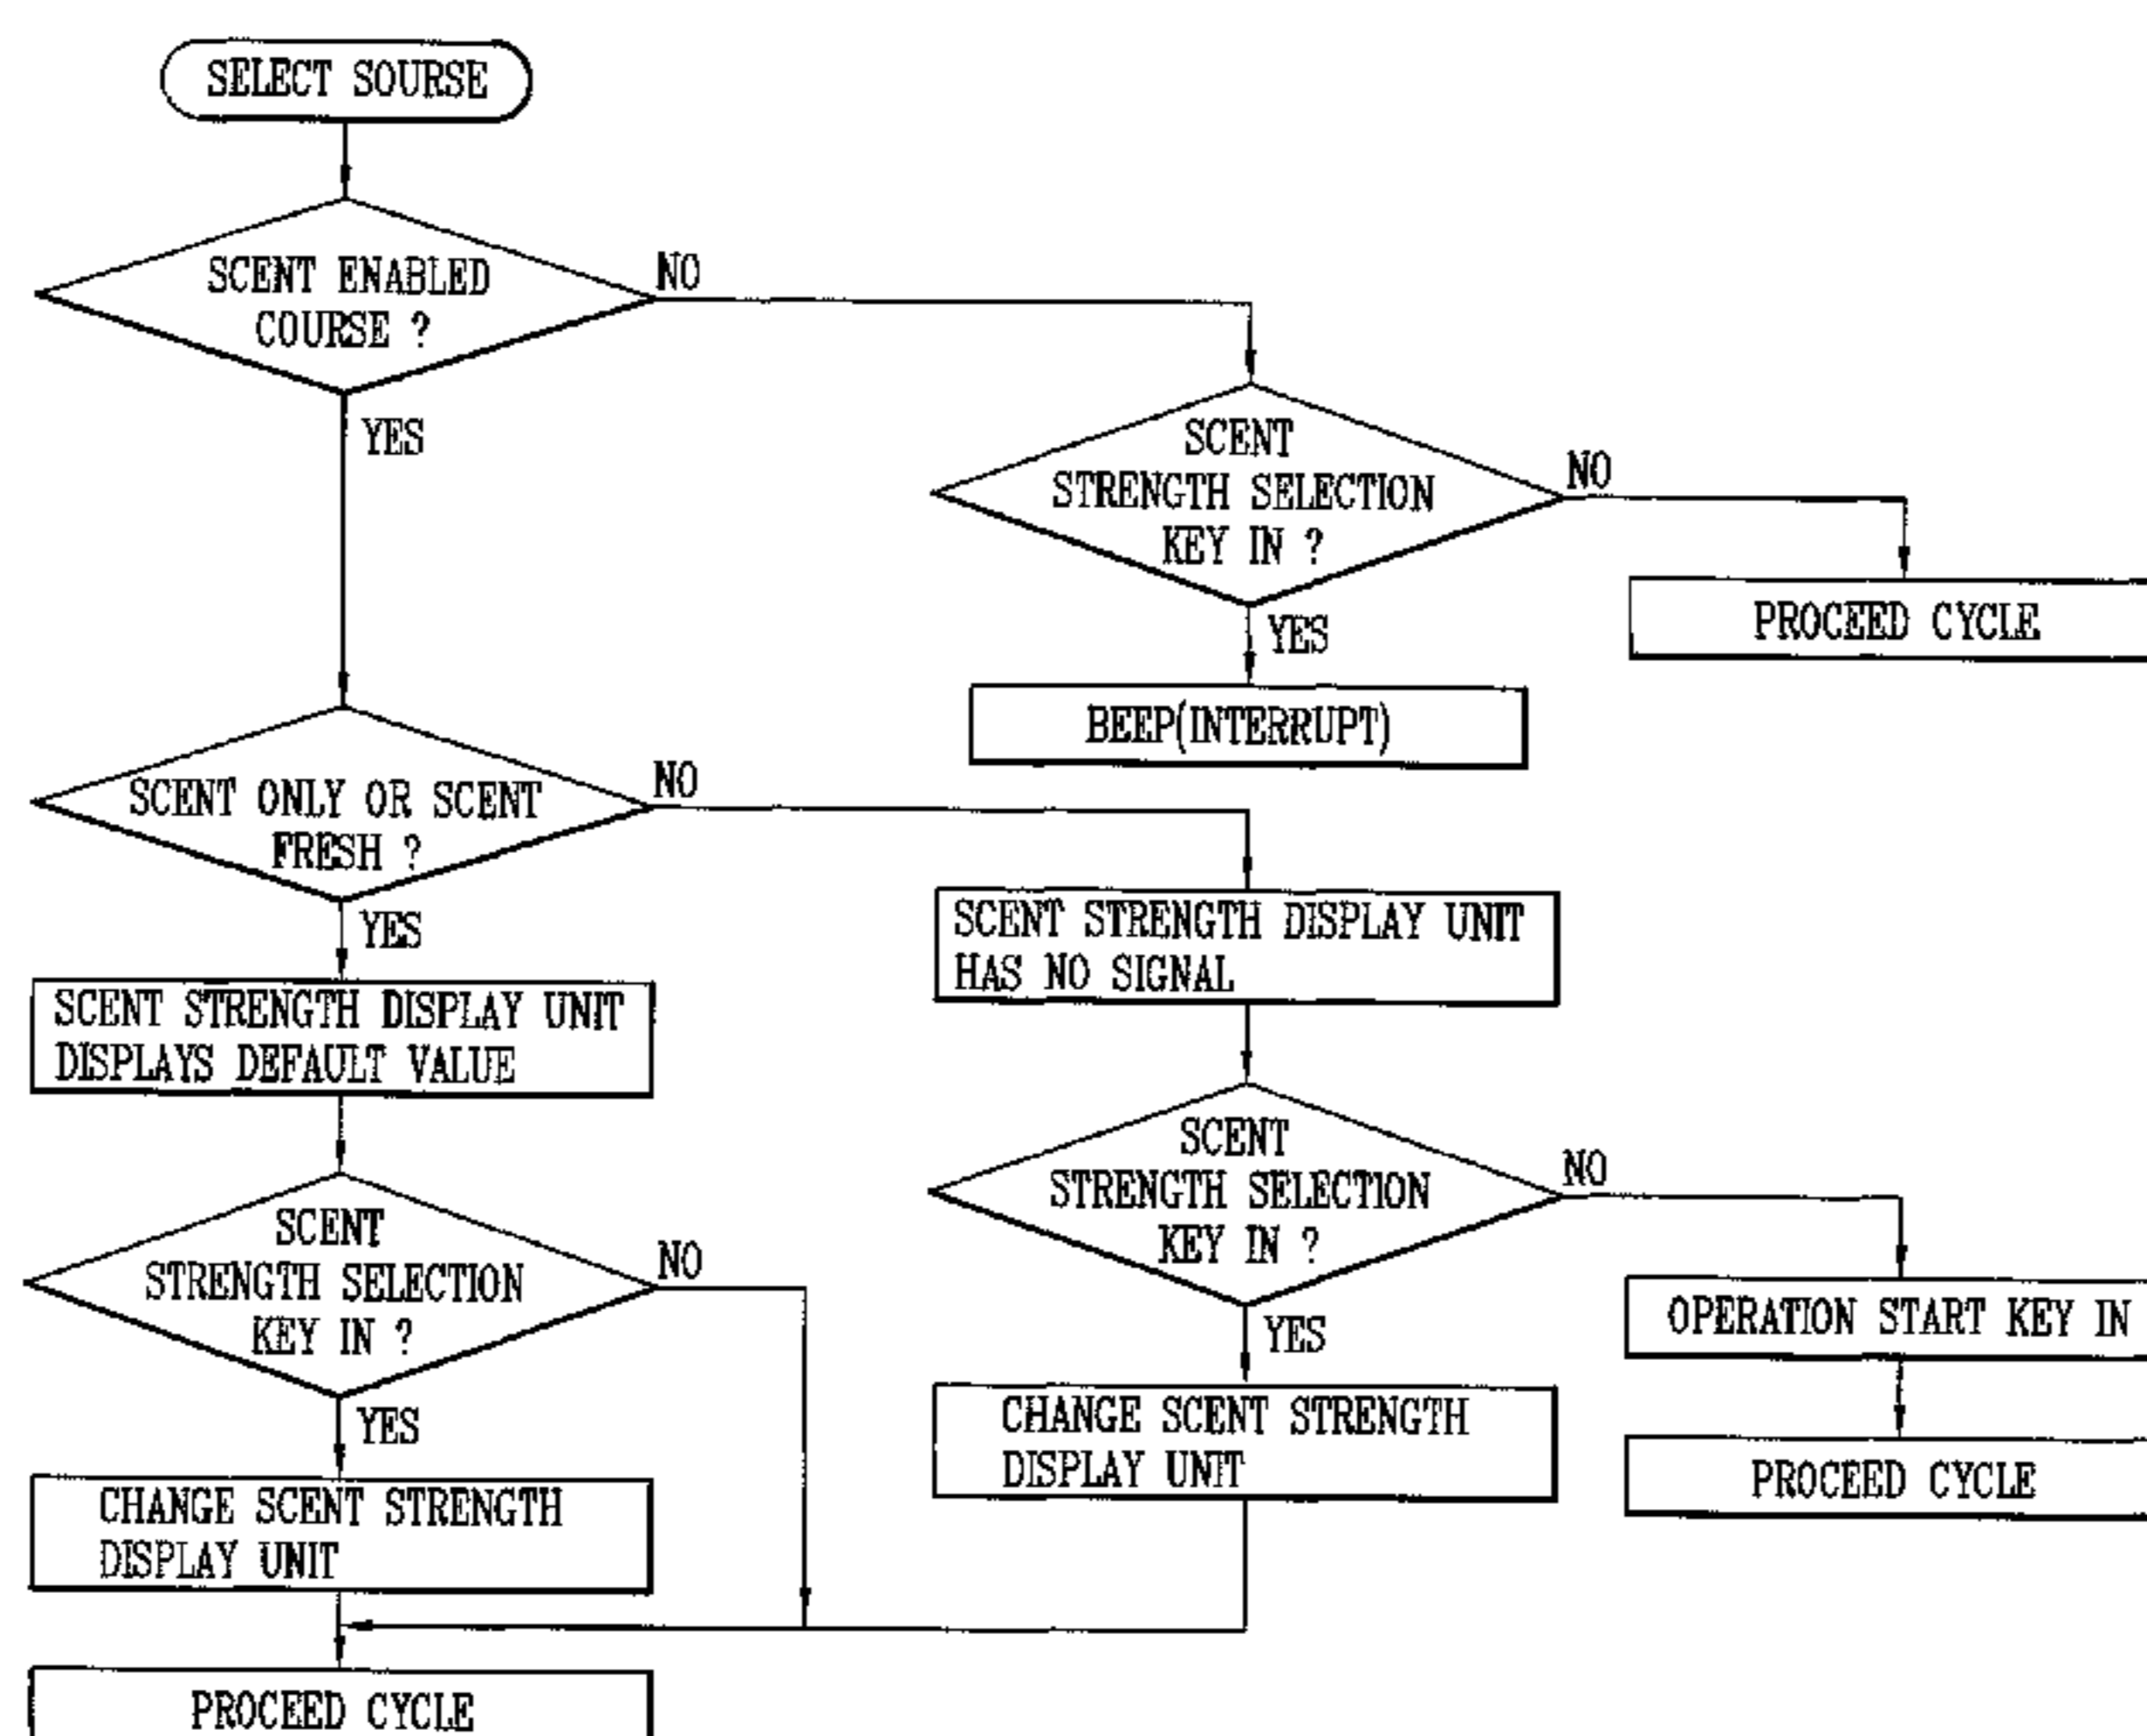 SELECT SOURSE
SCENT ENABLED
COURSE ?
NO
YES
SCENT
STRENGTH SELECTION
KEY IN ?
NO
YES
PROCEED CYCLE
BEEP(INTERRUPT)
SCENT ONLY OR SCENT
FRESH ?
NO
YES
SCENT STRENGTH DISPLAY UNIT
HAS NO SIGNAL
SCENT STRENGTH DISPLAY UNIT
DISPLAYS DEFAULT VALUE
SCENT
STRENGTH SELECTION
KEY IN ?
NO
YES
SCENT
STRENGTH SELECTION
KEY IN ?
NO
YES
OPERATION START KEY IN
CHANGE SCENT STRENGTH
DISPLAY UNIT
PROCEED CYCLE
CHANGE SCENT STRENGTH
DISPLAY UNIT
PROCEED CYCLE